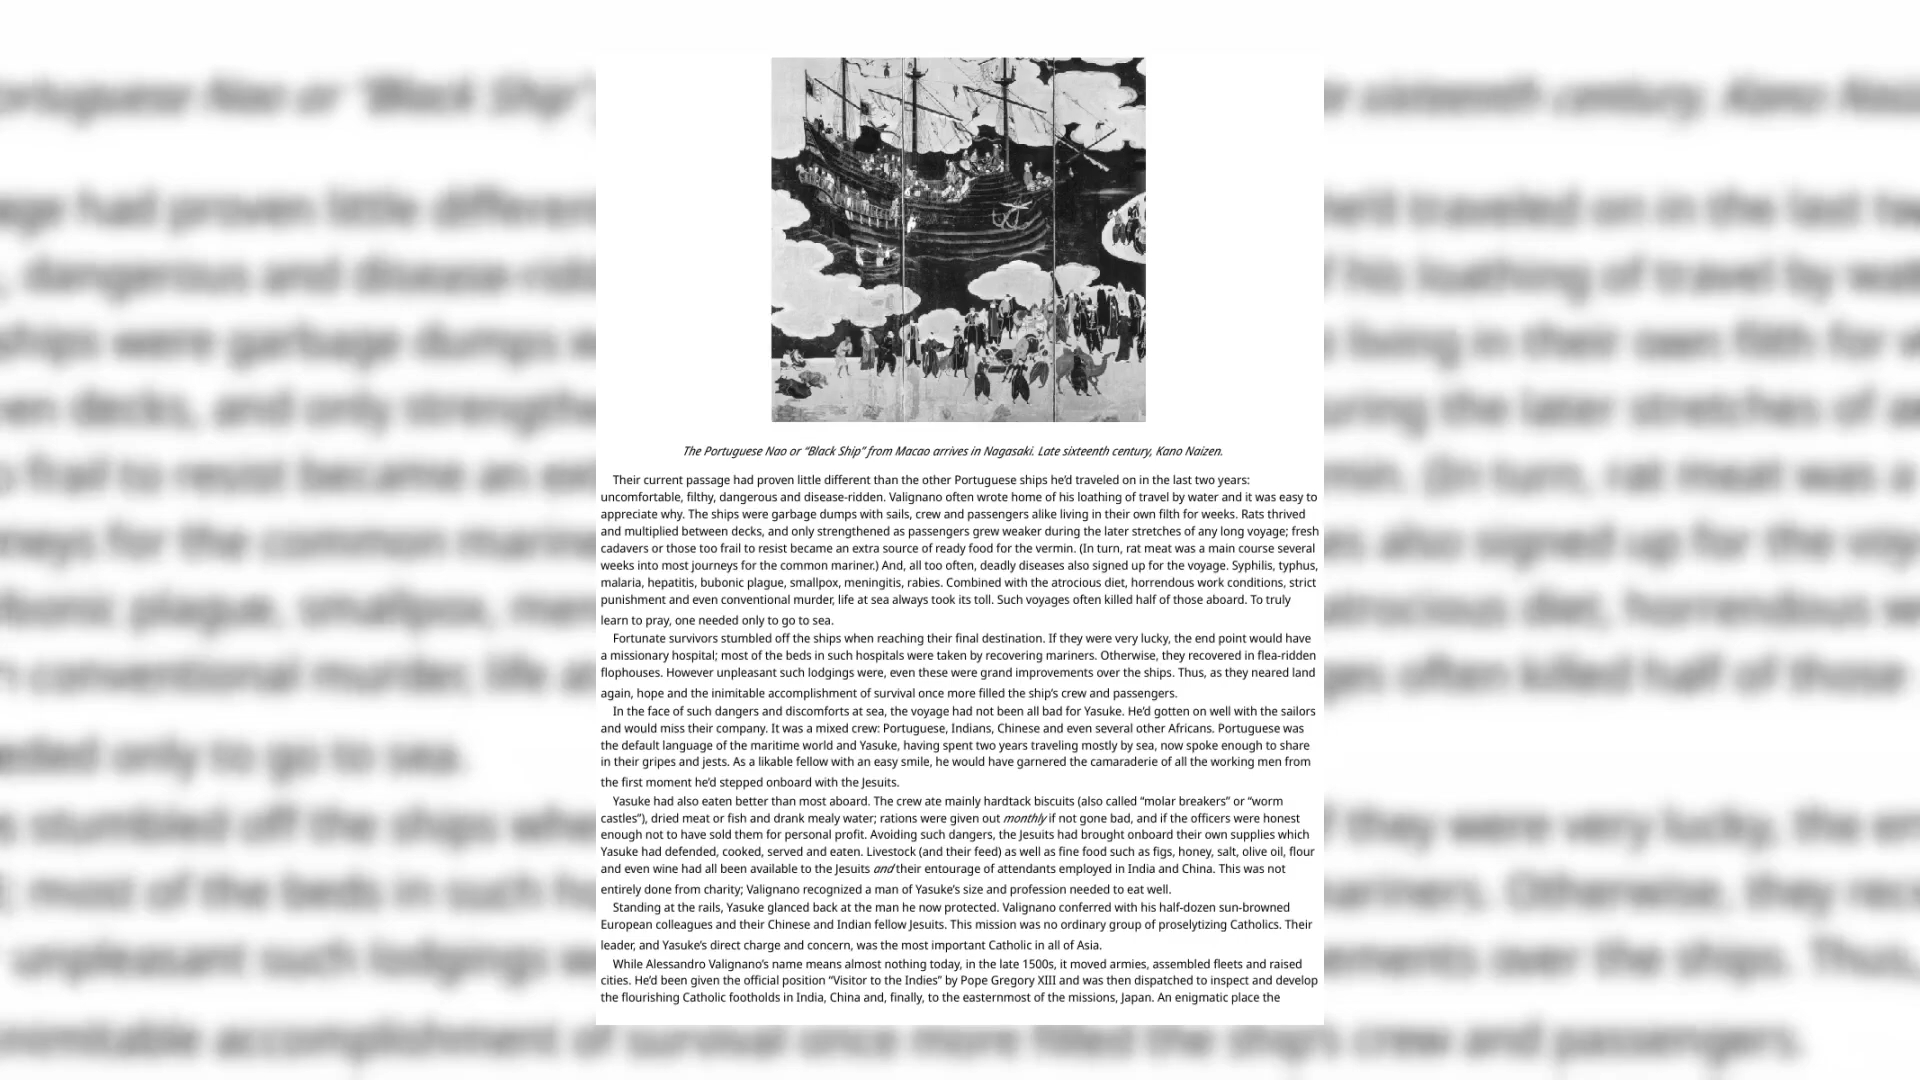 The Portuguese Nao or “Black Ship” from Macao arrives in Nagasaki. Late sixteenth century, Kano Naizen.
Their current passage had proven little different than the other Portuguese ships he’d traveled on in the last two years:
uncomfortable, filthy, dangerous and disease-ridden. Valignano often wrote home of his loathing of travel by water and it was easy to
appreciate why. The ships were garbage dumps with sails, crew and passengers alike living in their own filth for weeks. Rats thrived
and multiplied between decks, and only strengthened as passengers grew weaker during the later stretches of any long voyage; fresh
cadavers or those too frail to resist became an extra source of ready food for the vermin. (In turn, rat meat was a main course several
weeks into most journeys for the common mariner.) And, all too often, deadly diseases also signed up for the voyage. Syphilis, typhus,
malaria, hepatitis, bubonic plague, smallpox, meningitis, rabies. Combined with the atrocious diet, horrendous work conditions, strict
punishment and even conventional murder, life at sea always took its toll. Such voyages often killed half of those aboard. To truly
learn to pray, one needed only to go to sea.
Fortunate survivors stumbled off the ships when reaching their final destination. If they were very lucky, the end point would have
a missionary hospital; most of the beds in such hospitals were taken by recovering mariners. Otherwise, they recovered in flea-ridden
flophouses. However unpleasant such lodgings were, even these were grand improvements over the ships. Thus, as they neared land
again, hope and the inimitable accomplishment of survival once more filled the ship’s crew and passengers.
In the face of such dangers and discomforts at sea, the voyage had not been all bad for Yasuke. He’d gotten on well with the sailors
and would miss their company. It was a mixed crew: Portuguese, Indians, Chinese and even several other Africans. Portuguese was
the default language of the maritime world and Yasuke, having spent two years traveling mostly by sea, now spoke enough to share
in their gripes and jests. As a likable fellow with an easy smile, he would have garnered the camaraderie of all the working men from
the first moment he’d stepped onboard with the Jesuits.
Yasuke had also eaten better than most aboard. The crew ate mainly hardtack biscuits (also called “molar breakers” or “worm
castles”), dried meat or fish and drank mealy water; rations were given out monthly if not gone bad, and if the officers were honest
enough not to have sold them for personal profit. Avoiding such dangers, the Jesuits had brought onboard their own supplies which
Yasuke had defended, cooked, served and eaten. Livestock (and their feed) as well as fine food such as figs, honey, salt, olive oil, flour
and even wine had all been available to the Jesuits and their entourage of attendants employed in India and China. This was not
entirely done from charity; Valignano recognized a man of Yasuke’s size and profession needed to eat well.
Standing at the rails, Yasuke glanced back at the man he now protected. Valignano conferred with his half-dozen sun-browned
European colleagues and their Chinese and Indian fellow Jesuits. This mission was no ordinary group of proselytizing Catholics. Their
leader, and Yasuke’s direct charge and concern, was the most important Catholic in all of Asia.
While Alessandro Valignano’s name means almost nothing today, in the late 1500s, it moved armies, assembled fleets and raised
cities. He’d been given the official position “Visitor to the Indies” by Pope Gregory XIII and was then dispatched to inspect and develop
the flourishing Catholic footholds in India, China and, finally, to the easternmost of the missions, Japan. An enigmatic place the